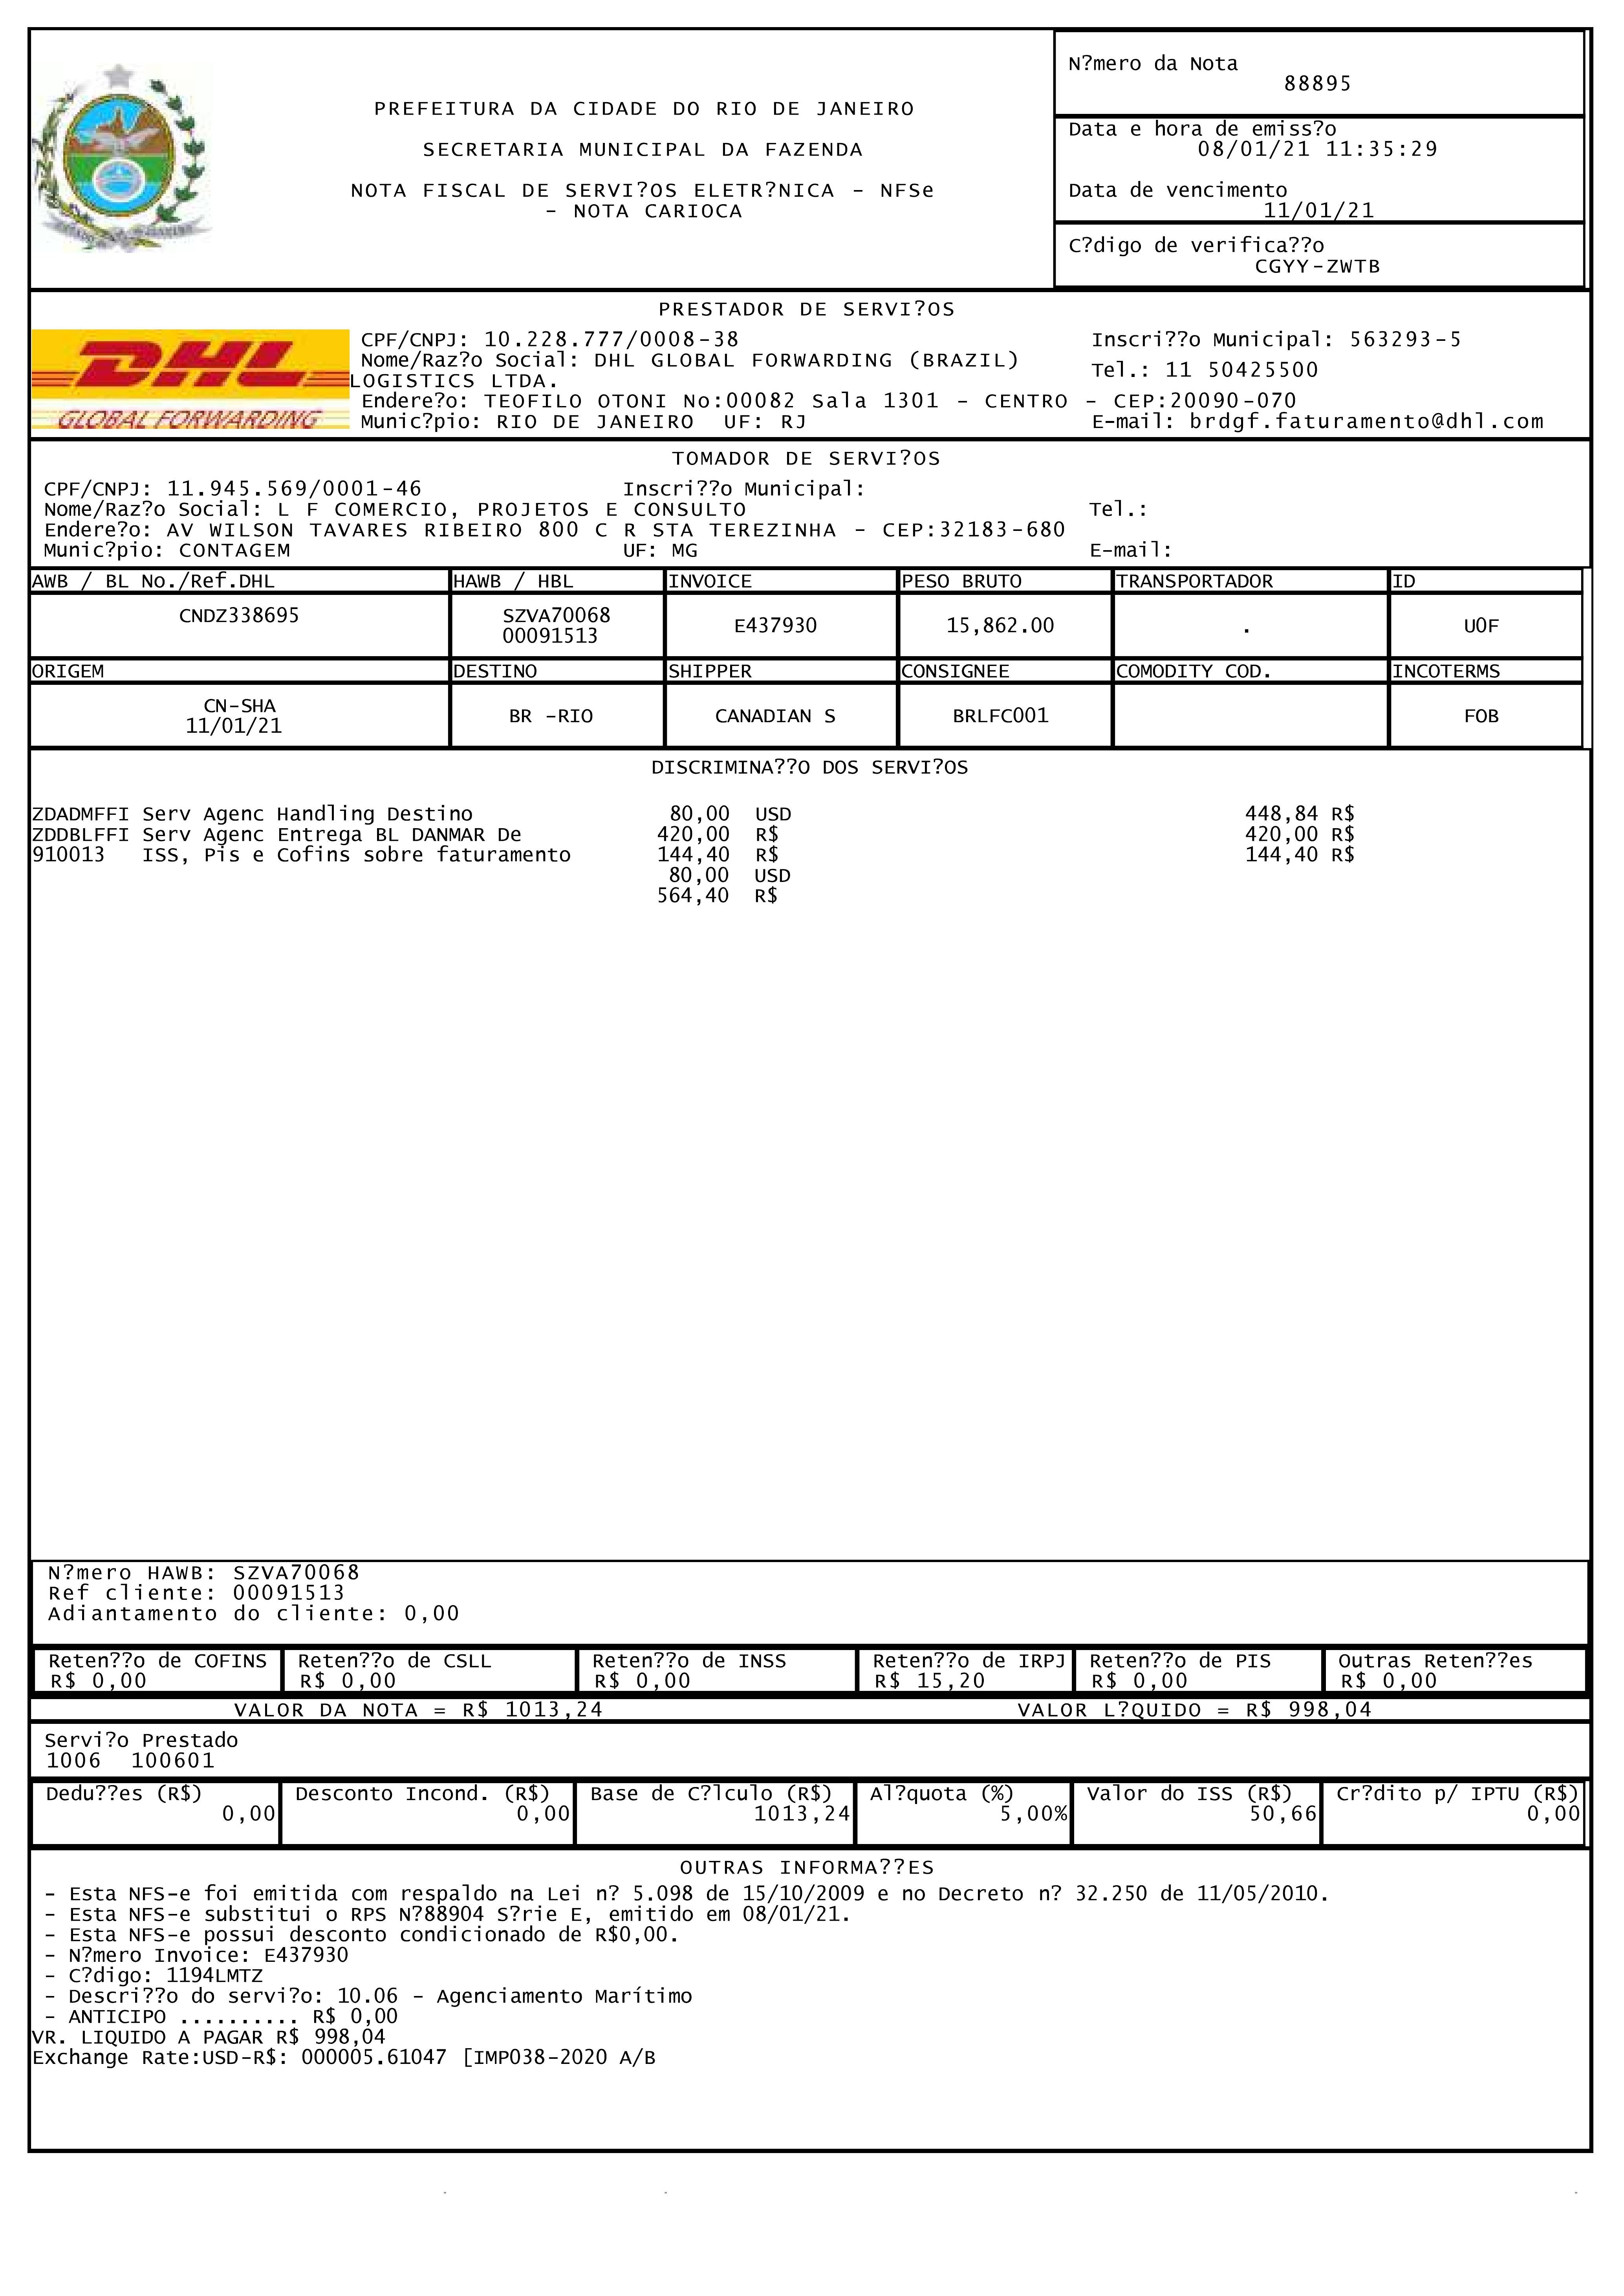 N?mero da Nota
88895
PREFEITURA DA CIDADE DO RIO DE JANEIRO
SECRETARIA MUNICIPAL DA FAZENDA
NOTA FISCAL DE SERVI?OS ELETR?NICA - NFSe
- NOTA CARIOCA
Data e hora de emiss?o
08/01/21 11:35:29
Data de vencimento
11/01/21
C?digo de verifica??o
CGYY-ZWTB
PRESTADOR DE SERVI?OS
DHL
GLOBAL FORWARDING
CPF/CNPJ: 10.228.777/0008-38 Inscri??o Municipal: 563293-5
Nome/Raz?o Social: DHL GLOBAL FORWARDING (BRAZIL)
LOGISTICS LTDA. Tel.: 11 50425500
Endere?o: TEOFILO OTONI No:00082 Sala 1301 - CENTRO - CEP:20090-070
Munic?pio: RIO DE JANEIRO UF: RJ E-mail: brdgf.faturamento@dhl.com
TOMADOR DE SERVI?OS
CPF/CNPJ: 11.945.569/0001-46 Inscri??o Municipal:
Nome/Raz?o Social: L F COMERCIO, PROJETOS E CONSULTO Tel.:
Endere?o: AV WILSON TAVARES RIBEIRO 800 C R STA TEREZINHA - CEP:32183-680
Munic?pio: CONTAGEM UF: MG E-mail:
AWB / BL No./Ref.DHL HAWB / HBL INVOICE PESO BRUTO TRANSPORTADOR ID
CNDZ338695 SZVA70068 00091513 E437930 15,862.00 . U0F
ORIGEM DESTINO SHIPPER CONSIGNEE COMODITY COD. INCOTERMS
CN-SHA 11/01/21 BR -RIO CANADIAN S BRLFC001 FOB
DISCRIMINA??O DOS SERVI?OS
ZDADMFFI Serv Agenc Handling Destino 80,00 USD 448,84 R$
ZDDBLFFI Serv Agenc Entrega BL DANMAR De 420,00 R$ 420,00 R$
910013 ISS, Pis e Cofins sobre faturamento 144,40 R$ 144,40 R$
80,00 USD
564,40 R$
N?mero HAWB: SZVA70068
Ref cliente: 00091513
Adiantamento do cliente: 0,00
Reten??o de COFINS Reten??o de CSLL Reten??o de INSS Reten??o de IRPJ Reten??o de PIS Outras Reten??es
R$ 0,00 R$ 0,00 R$ 0,00 R$ 15,20 R$ 0,00 R$ 0,00
VALOR DA NOTA = R$ 1013,24 VALOR L?QUIDO = R$ 998,04
Servi?o Prestado
1006 100601
Dedu??es (R$) Desconto Incond. (R$) Base de C?lculo (R$) Al?quota (%) Valor do ISS (R$) Cr?dito p/ IPTU (R$)
0,00 0,00 1013,24 5,00% 50,66 0,00
OUTRAS INFORMA??ES
- Esta NFS-e foi emitida com respaldo na Lei n? 5.098 de 15/10/2009 e no Decreto n? 32.250 de 11/05/2010.
- Esta NFS-e substitui o RPS N?88904 S?rie E, emitido em 08/01/21.
- Esta NFS-e possui desconto condicionado de R$0,00.
- N?mero Invoice: E437930
- C?digo: 1194LMTZ
- Descri??o do servi?o: 10.06 - Agenciamento Marítimo
- ANTICIPO .......... R$ 0,00
VR. LIQUIDO A PAGAR R$ 998,04
Exchange Rate:USD-R$: 000005.61047 [IMP038-2020 A/B